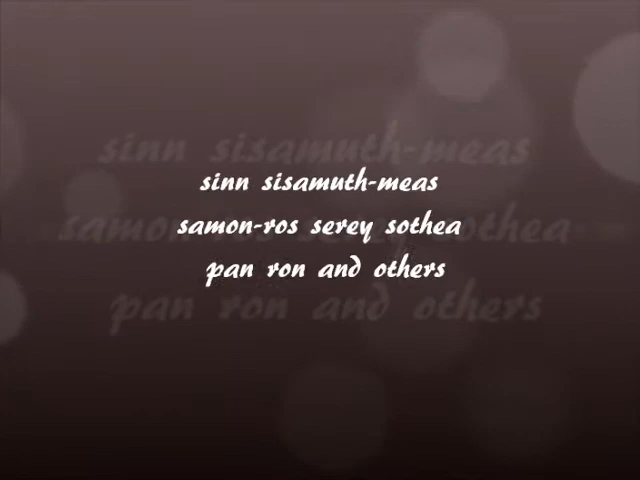 sinn sisamuth-meas
samon-ros serey sothea
pan ron and others